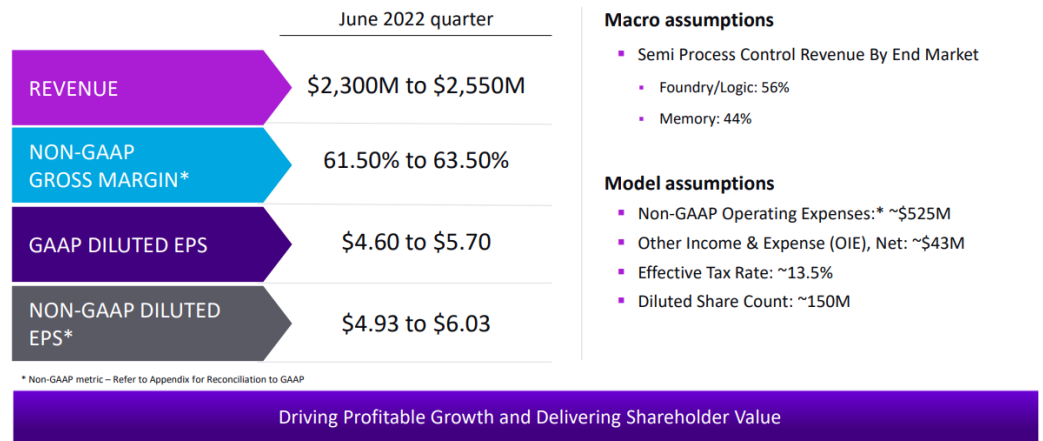 June 2022 quarter
REVENUE
$2,300M to $2,550M
NON-GAAP
GROSS MARGIN*
61.50% to 63.50%
GAAP DILUTED EPS
$4.60 to $5.70
NON-GAAP DILUTED
EPS*
$4.93 to $6.03
* Non-GAAP metric – Refer to Appendix for Reconciliation to GAAP
Macro assumptions
▪ Semi Process Control Revenue By End Market
▪ Foundry/Logic: 56%
▪ Memory: 44%
Model assumptions
▪ Non-GAAP Operating Expenses:* ~$525M
▪ Other Income & Expense (OIE), Net: ~$43M
▪ Effective Tax Rate: ~13.5%
▪ Diluted Share Count: ~150M
Driving Profitable Growth and Delivering Shareholder Value